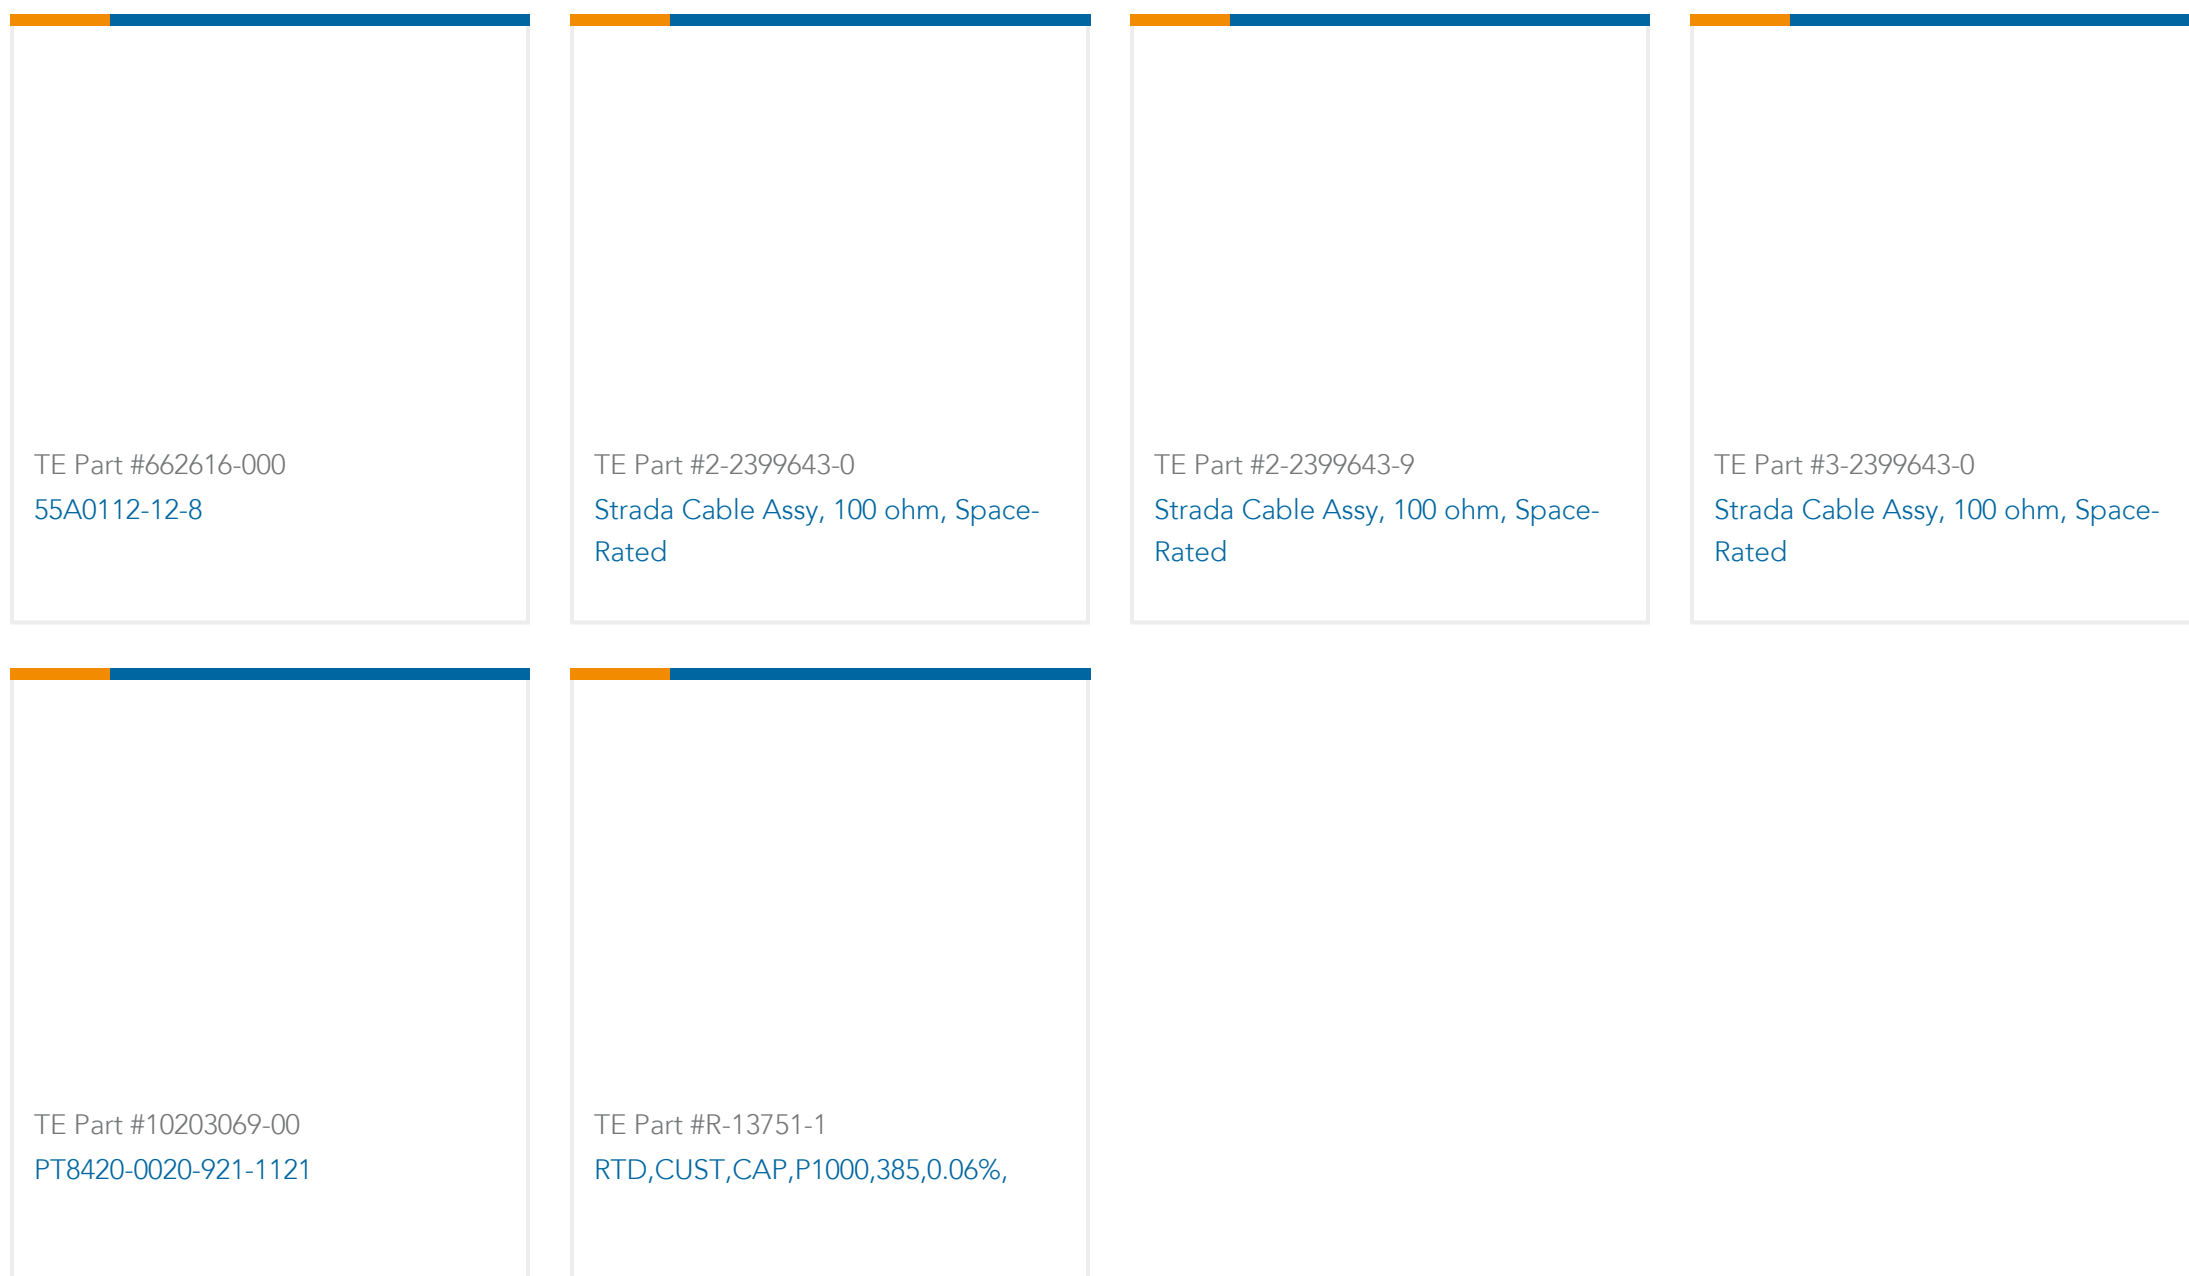 TE Part #662616-000
55A0112-12-8
TE Part #2-2399643-0
Strada Cable Assy, 100 ohm, Space-
Rated
TE Part #2-2399643-9
Strada Cable Assy, 100 ohm, Space-
Rated
TE Part #3-2399643-0
Strada Cable Assy, 100 ohm, Space-
Rated
TE Part #10203069-00
PT8420-0020-921-1121
TE Part #R-13751-1
RTD,CUST,CAP,P1000,385,0.06%,